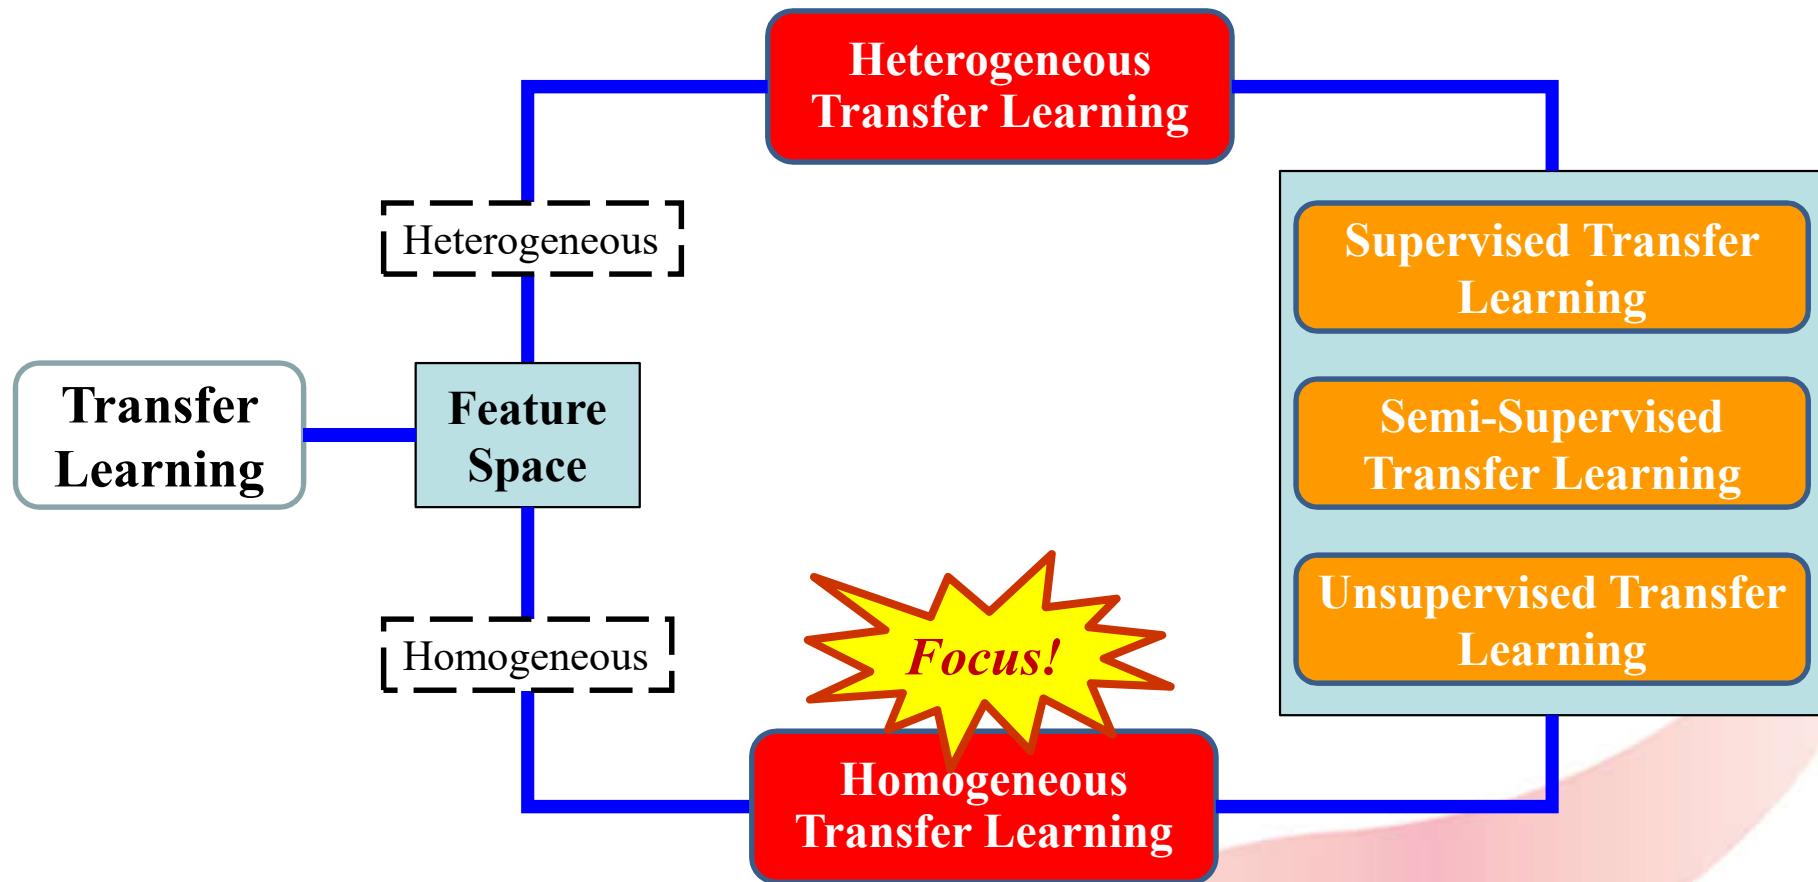 Heterogeneous
Transfer Learning
Heterogeneous
Supervised Transfer
Learning
Transfer
Learning
Feature
Space
Semi-Supervised
Transfer Learning
Homogeneous
Focus!
Unsupervised Transfer
Learning
Homogeneous
Transfer Learning